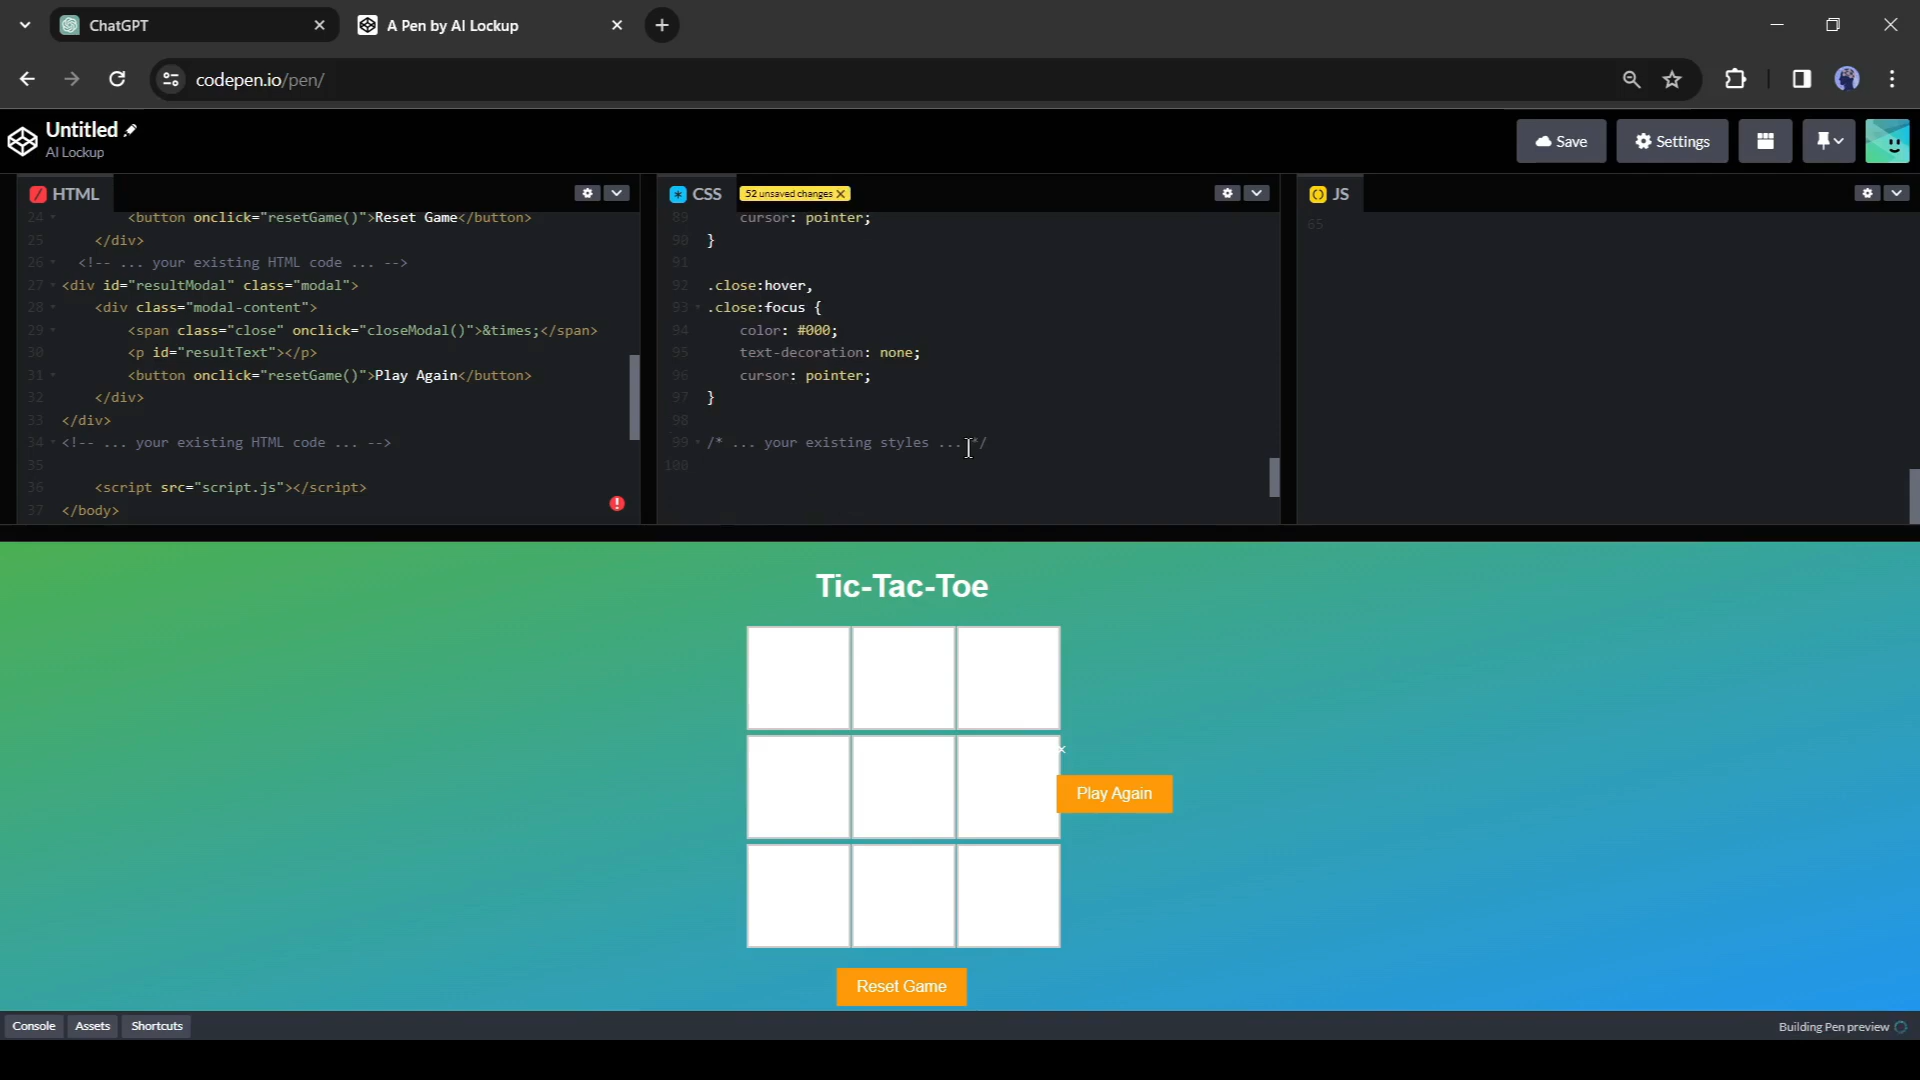 ChatGPT
A Pen by AI Lockup
codepen.io/pen/
Untitled
AI Lockup
Save
Settings
HTML
24 <button onclick="resetGame()">Reset Game</button>
25 </div>
26 <!-- ... your existing HTML code ... -->
27 <div id="resultModal" class="modal">
28 <div class="modal-content">
29 <span class="close" onclick="closeModal()">&times;</span>
30 <p id="resultText"></p>
31 <button onclick="resetGame()">Play Again</button>
32 </div>
33 </div>
34 <!-- ... your existing HTML code ... -->
35
36 <script src="script.js"></script>
37 </body>
CSS
52 unsaved changes X
89 cursor: pointer;
90 }
91
92 .close:hover,
93 .close:focus {
94 color: #000;
95 text-decoration: none;
96 cursor: pointer;
97 }
98
99 /* ... your existing styles ... */
100
JS
65
Tic-Tac-Toe
×
Play Again
Reset Game
Console
Assets
Shortcuts
Building Pen preview